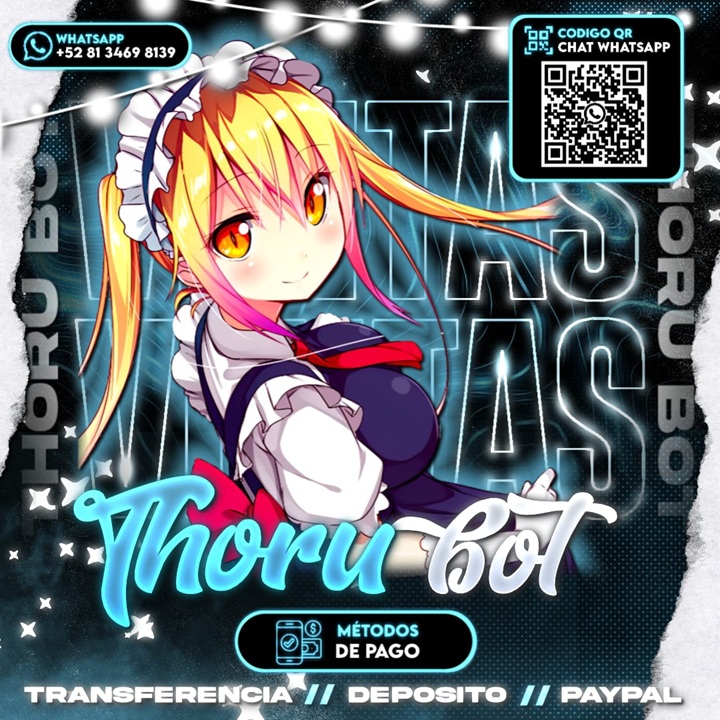 WHATSAPP
+52 81 3469 8139
CODIGO QR
CHAT WHATSAPP
VENTAS
VENTAS
THORU BOT
THORU BOT
Thoru bot
MÉTODOS
DE PAGO
TRANSFERENCIA // DEPOSITO // PAYPAL